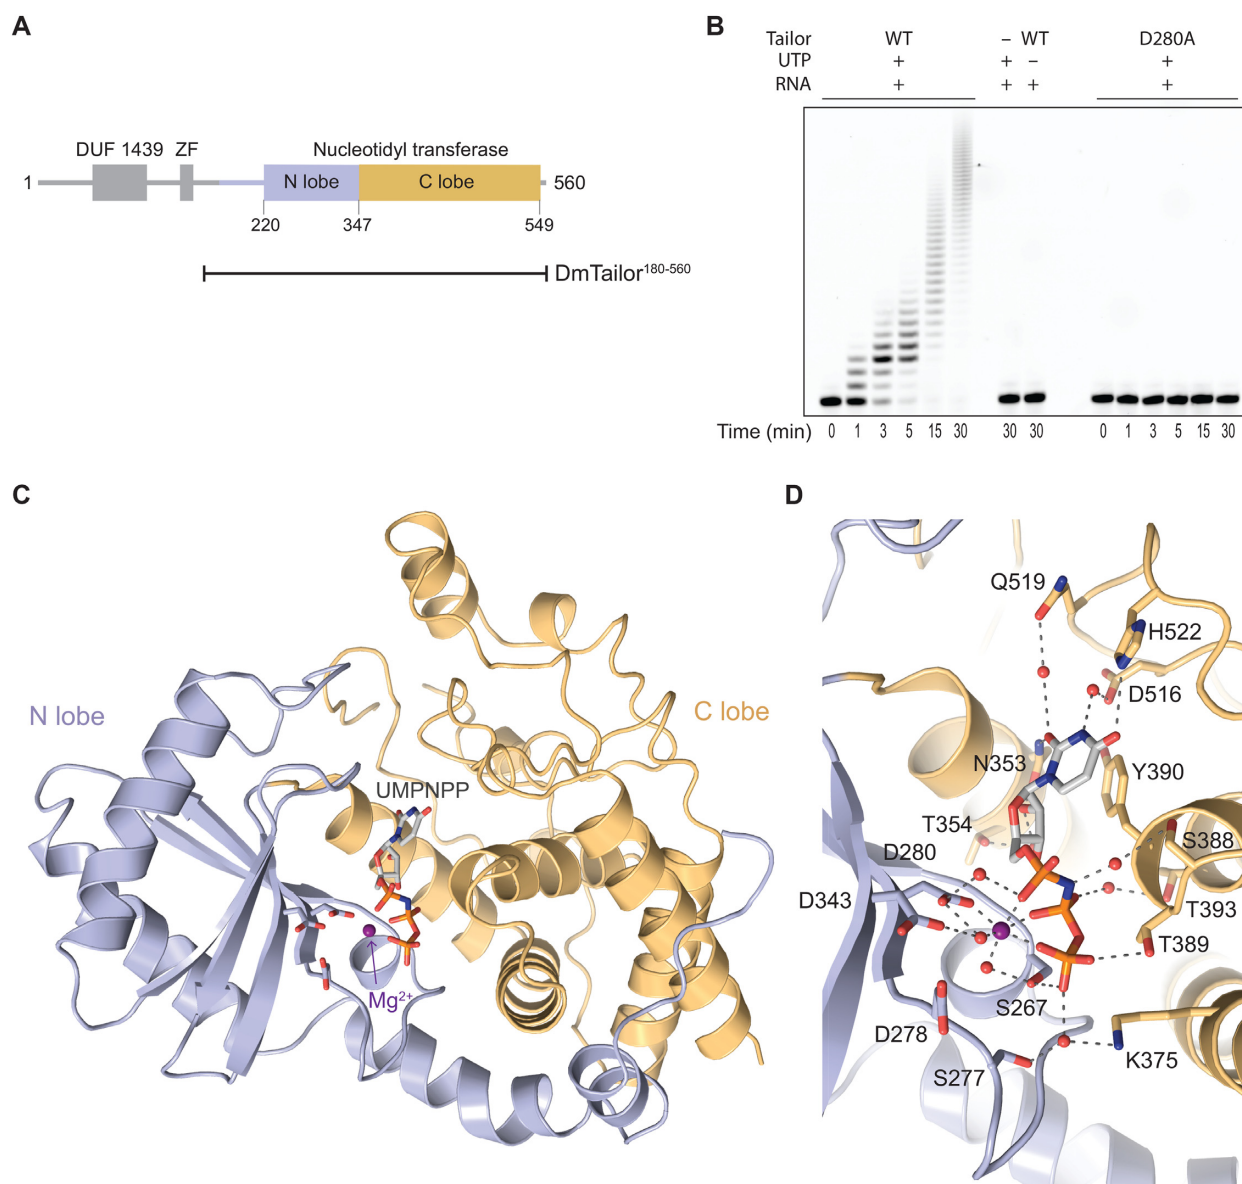 A
DUF 1439 ZF Nucleotidyl transferase
1 N lobe C lobe 560
220 347 549
DmTailor180-560
B
Tailor WT – WT D280A
UTP + + – +
RNA + + + +
Time (min) 0 1 3 5 15 30 30 30 0 1 3 5 15 30
C
N lobe
C lobe
UMPNPP
Mg2+
D
Q519
H522
D516
N353
Y390
T354
S388
D280
D343
T393
T389
S267
D278
K375
S277